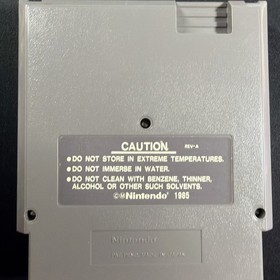 CAUTION REV-A
●DO NOT STORE IN EXTREME TEMPERATURES.
●DO NOT IMMERSE IN WATER.
●DO NOT CLEAN WITH BENZENE, THINNER,
ALCOHOL OR OTHER SUCH SOLVENTS.
©ⓂNintendo 1985
Nintendo